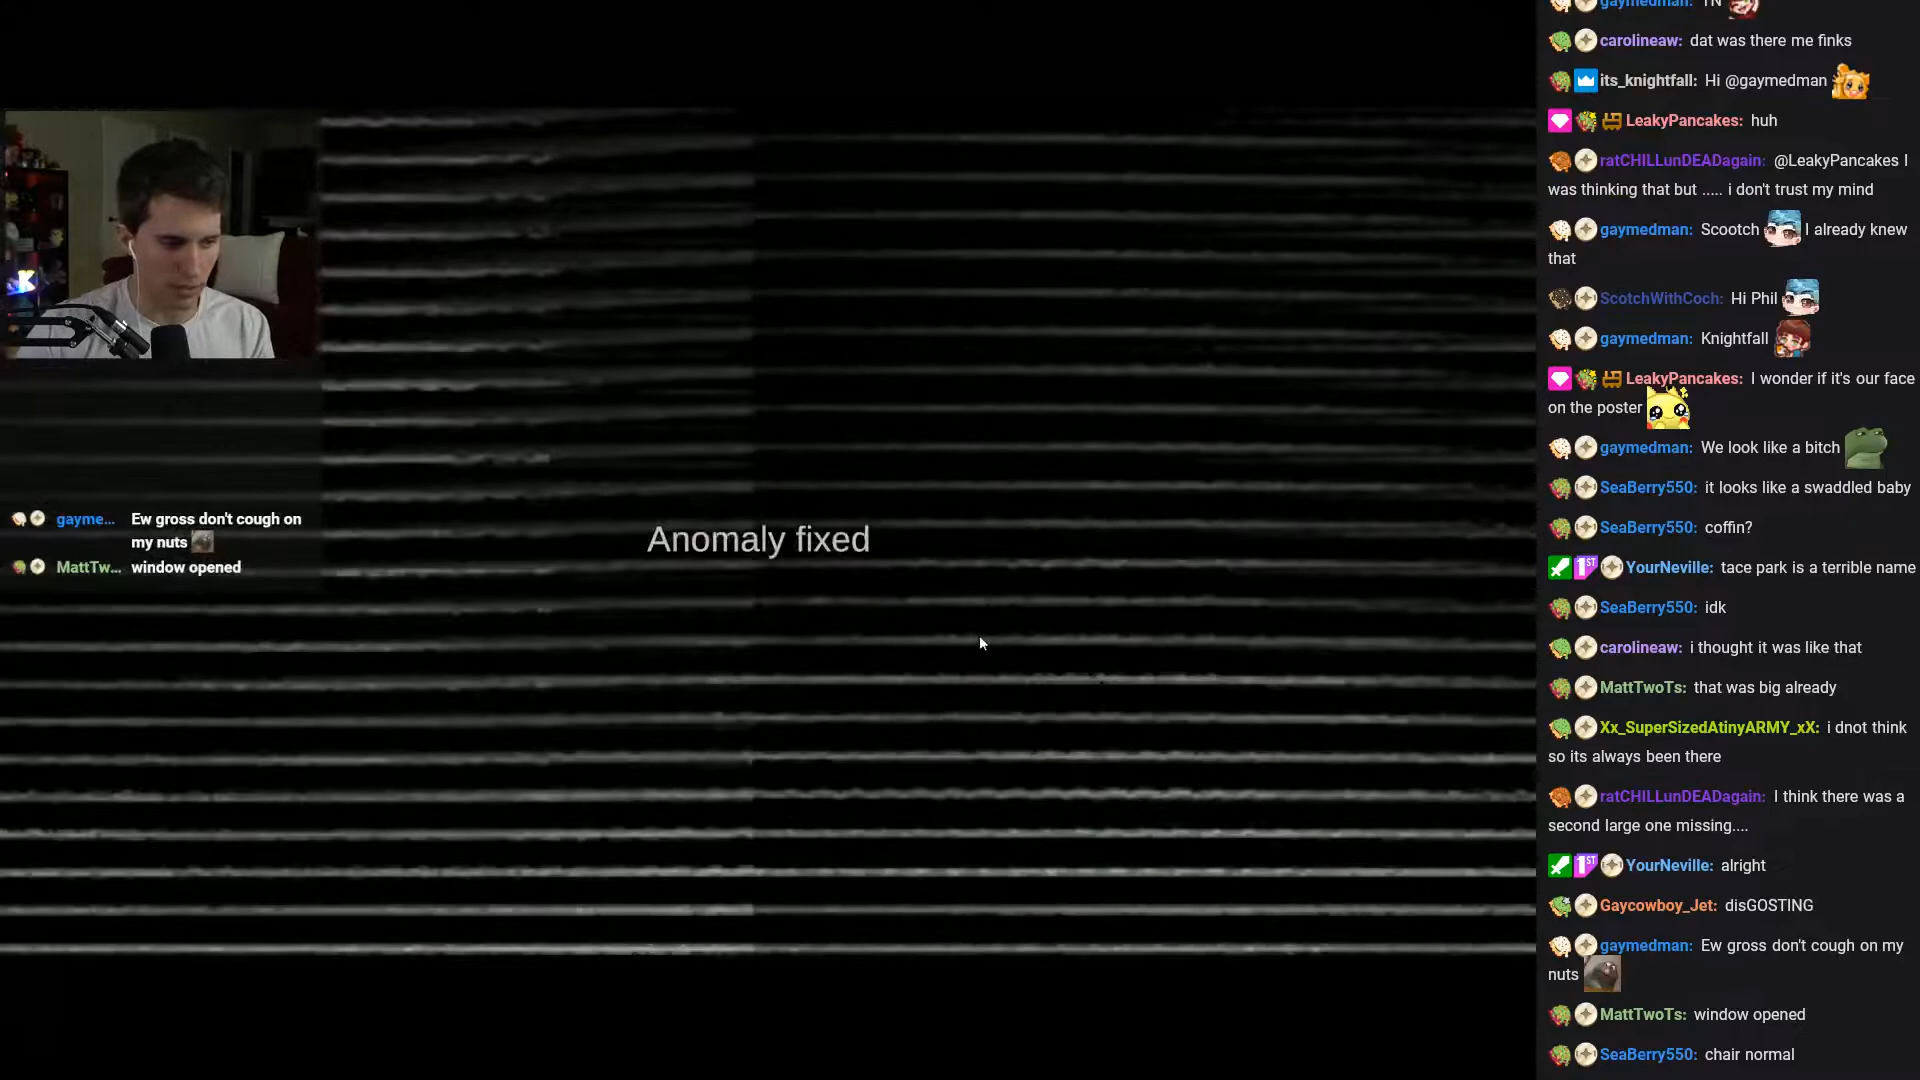 gaymedman: TN
carolineaw: dat was there me finks
its_knightfall: Hi @gaymedman
LeakyPancakes: huh
ratCHILLunDEADagain: @LeakyPancakes I
was thinking that but ..... i don't trust my mind
gaymedman: Scootch I already knew
that
ScotchWithCoch: Hi Phil
gaymedman: Knightfall
LeakyPancakes: I wonder if it's our face
on the poster
gaymedman: We look like a bitch
SeaBerry550: it looks like a swaddled baby
SeaBerry550: coffin?
1ST YourNeville: tace park is a terrible name
SeaBerry550: idk
carolineaw: i thought it was like that
MattTwoTs: that was big already
Xx_SuperSizedAtinyARMY_xX: i dnot think
so its always been there
ratCHILLunDEADagain: I think there was a
second large one missing....
1ST YourNeville: alright
Gaycowboy_Jet: disGOSTING
gaymedman: Ew gross don't cough on my
nuts
MattTwoTs: window opened
SeaBerry550: chair normal
K
gayme... Ew gross don't cough on
my nuts
MattTw... window opened
Anomaly fixed